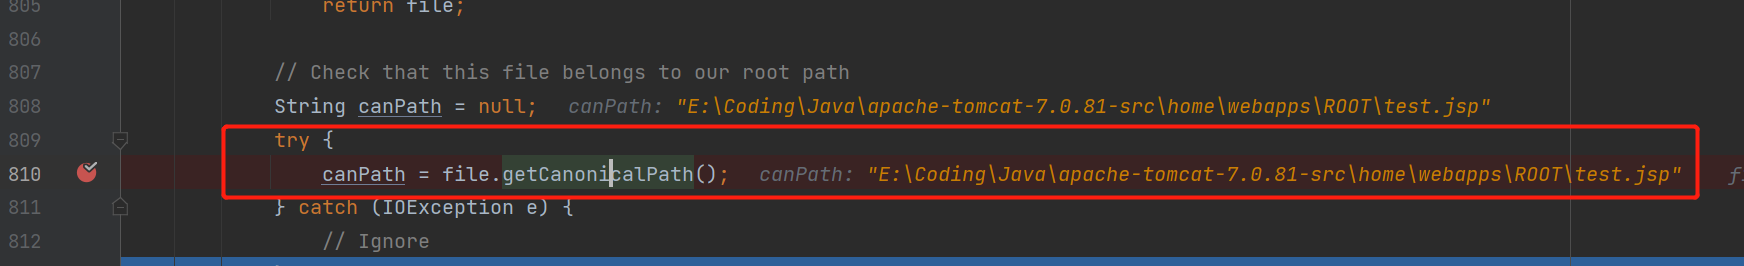 805 return file;
806
807 // Check that this file belongs to our root path
808 String canPath = null; canPath: "E:\Coding\Java\apache-tomcat-7.0.81-src\home\webapps\ROOT\test.jsp"
809 try {
810 canPath = file.getCanonicalPath(); canPath: "E:\Coding\Java\apache-tomcat-7.0.81-src\home\webapps\ROOT\test.jsp"
811 } catch (IOException e) {
812 // Ignore